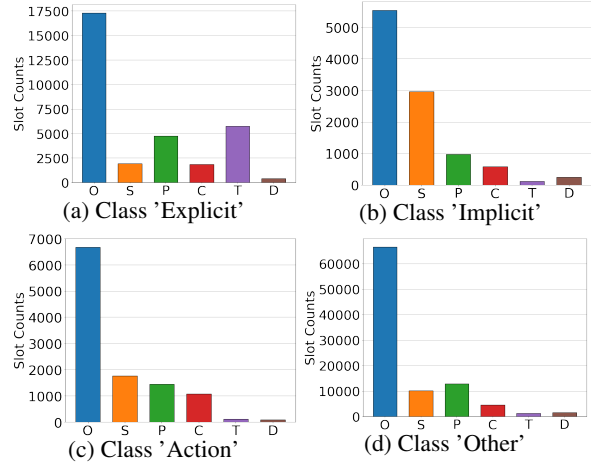 17500
15000
12500
10000
7500
5000
2500
0
Slot Counts
O S P C T D
(a) Class 'Explicit'
5000
4000
3000
2000
1000
0
Slot Counts
O S P C T D
(b) Class 'Implicit'
7000
6000
5000
4000
3000
2000
1000
0
Slot Counts
O S P C T D
(c) Class 'Action'
60000
50000
40000
30000
20000
10000
0
Slot Counts
O S P C T D
(d) Class 'Other'